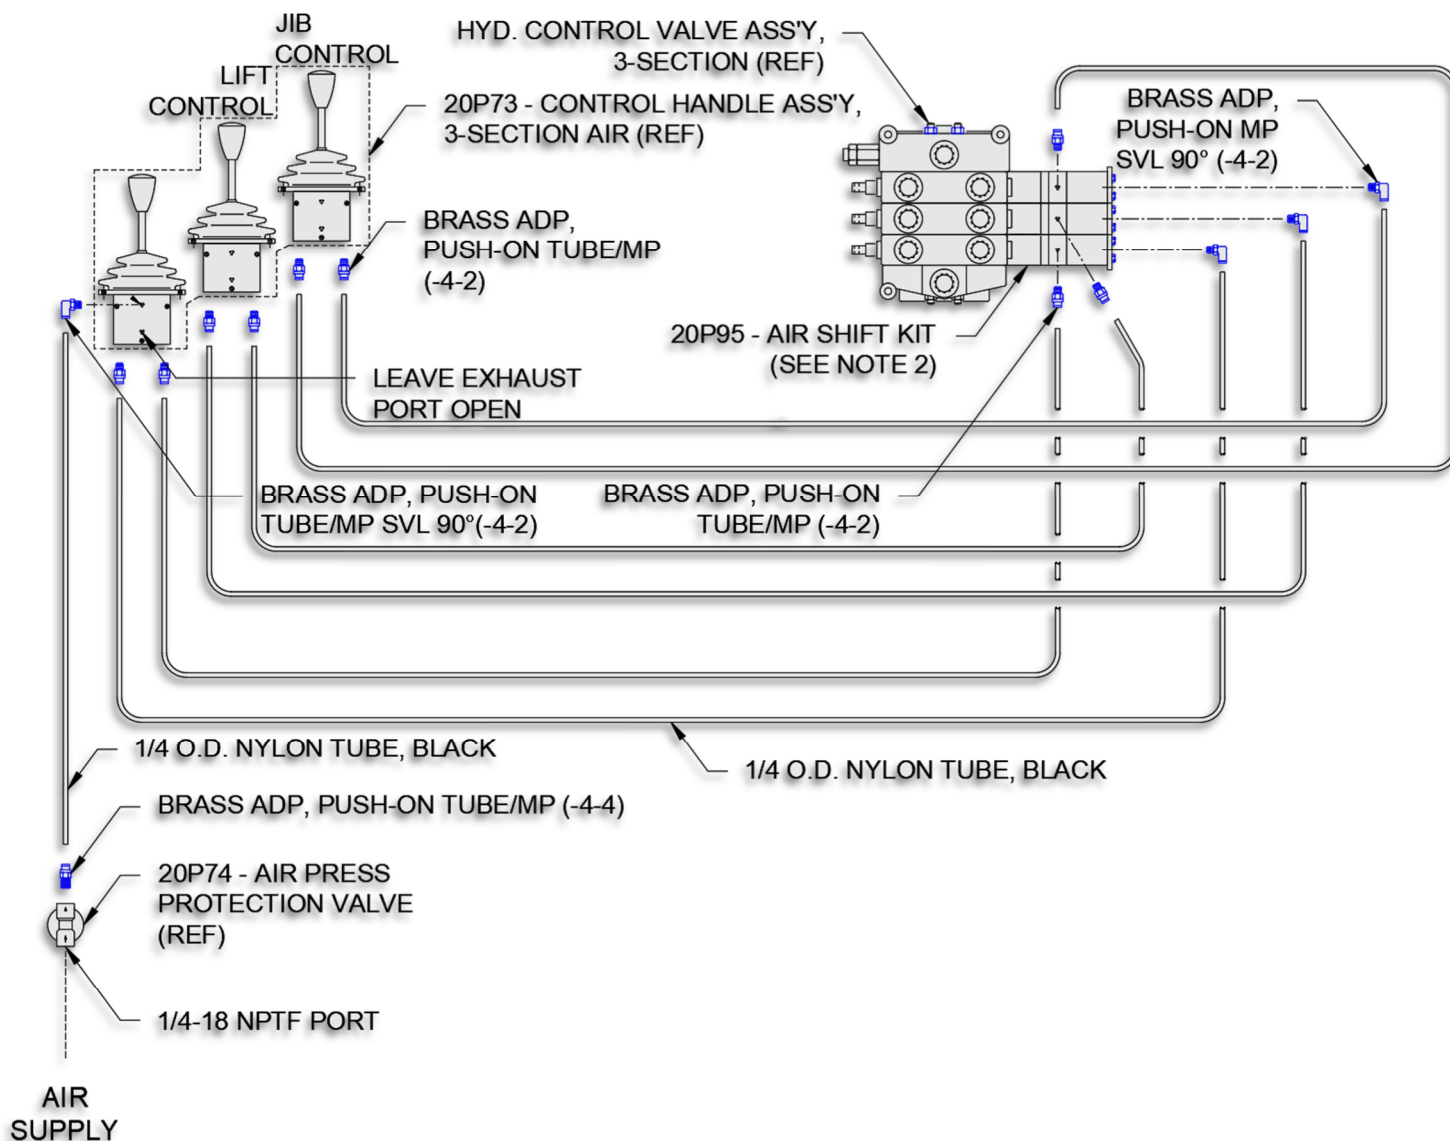 JIB
CONTROL
LIFT
CONTROL
HYD. CONTROL VALVE ASS'Y,
3-SECTION (REF)
20P73 - CONTROL HANDLE ASS'Y,
3-SECTION AIR (REF)
BRASS ADP,
PUSH-ON MP
SVL 90° (-4-2)
BRASS ADP,
PUSH-ON TUBE/MP
(-4-2)
20P95 - AIR SHIFT KIT
(SEE NOTE 2)
LEAVE EXHAUST
PORT OPEN
BRASS ADP, PUSH-ON
TUBE/MP SVL 90°(-4-2)
BRASS ADP, PUSH-ON
TUBE/MP (-4-2)
1/4 O.D. NYLON TUBE, BLACK
1/4 O.D. NYLON TUBE, BLACK
BRASS ADP, PUSH-ON TUBE/MP (-4-4)
20P74 - AIR PRESS
PROTECTION VALVE
(REF)
1/4-18 NPTF PORT
AIR
SUPPLY